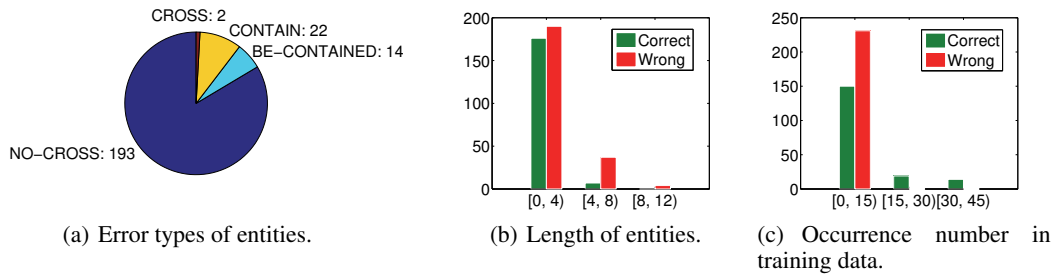 CROSS: 2
CONTAIN: 22
BE-CONTAINED: 14
NO-CROSS: 193
(a) Error types of entities.
200
150
100
50
0
Correct
Wrong
[0, 4) [4, 8) [8, 12)
(b) Length of entities.
250
200
150
100
50
0
Correct
Wrong
[0, 15) [15, 30) [30, 45)
(c) Occurrence number in
training data.